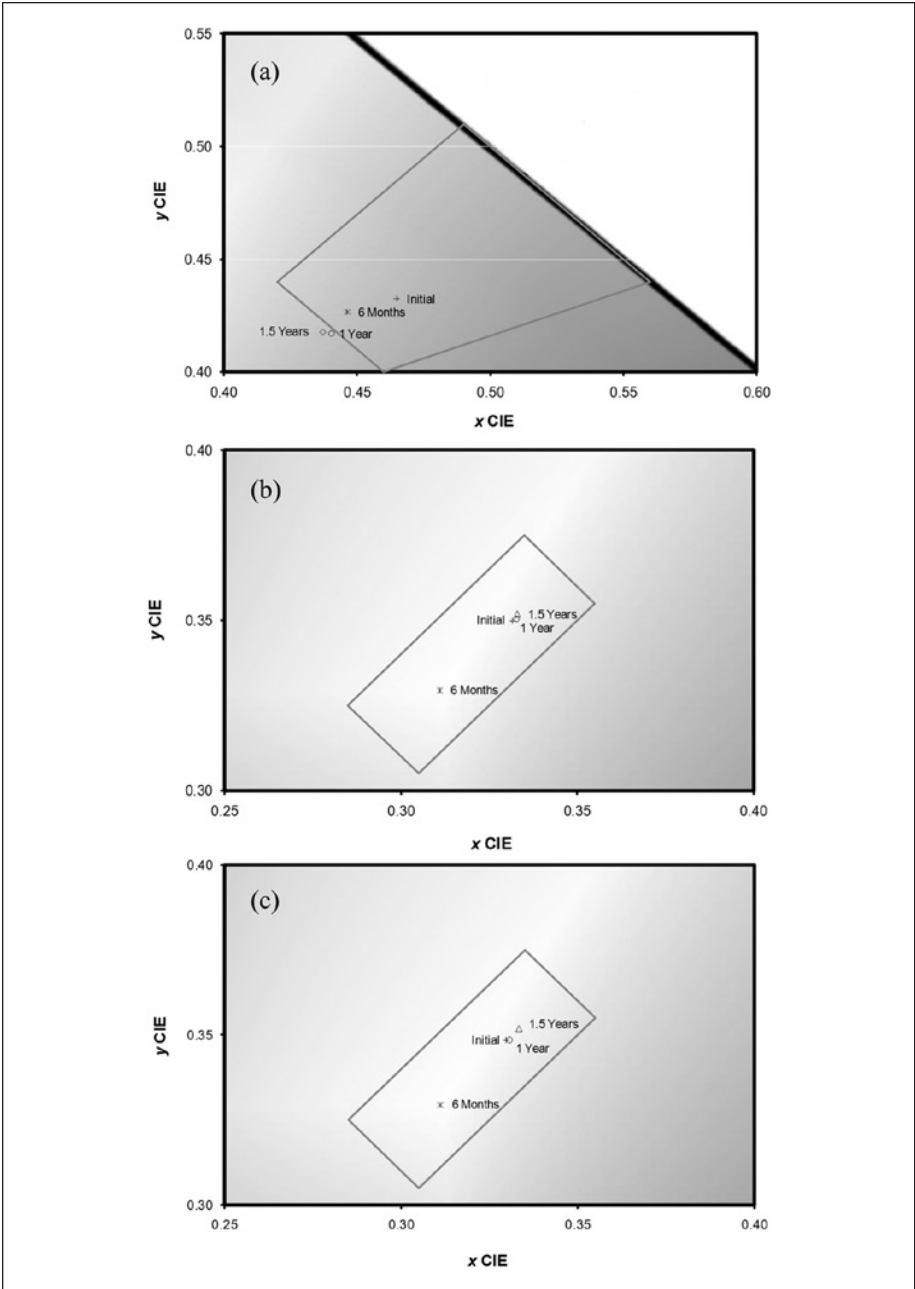 0.55
(a)
0.50
y CIE
0.45
Initial
6 Months
1.5 Years
1 Year
0.40
0.40
0.45
0.50
0.55
0.60
x CIE
0.40
(b)
0.35
y CIE
1.5 Years
Initial
1 Year
6 Months
0.30
0.25
0.30
0.35
0.40
x CIE
0.40
(c)
0.35
y CIE
1.5 Years
Initial
1 Year
6 Months
0.30
0.25
0.30
0.35
0.40
x CIE